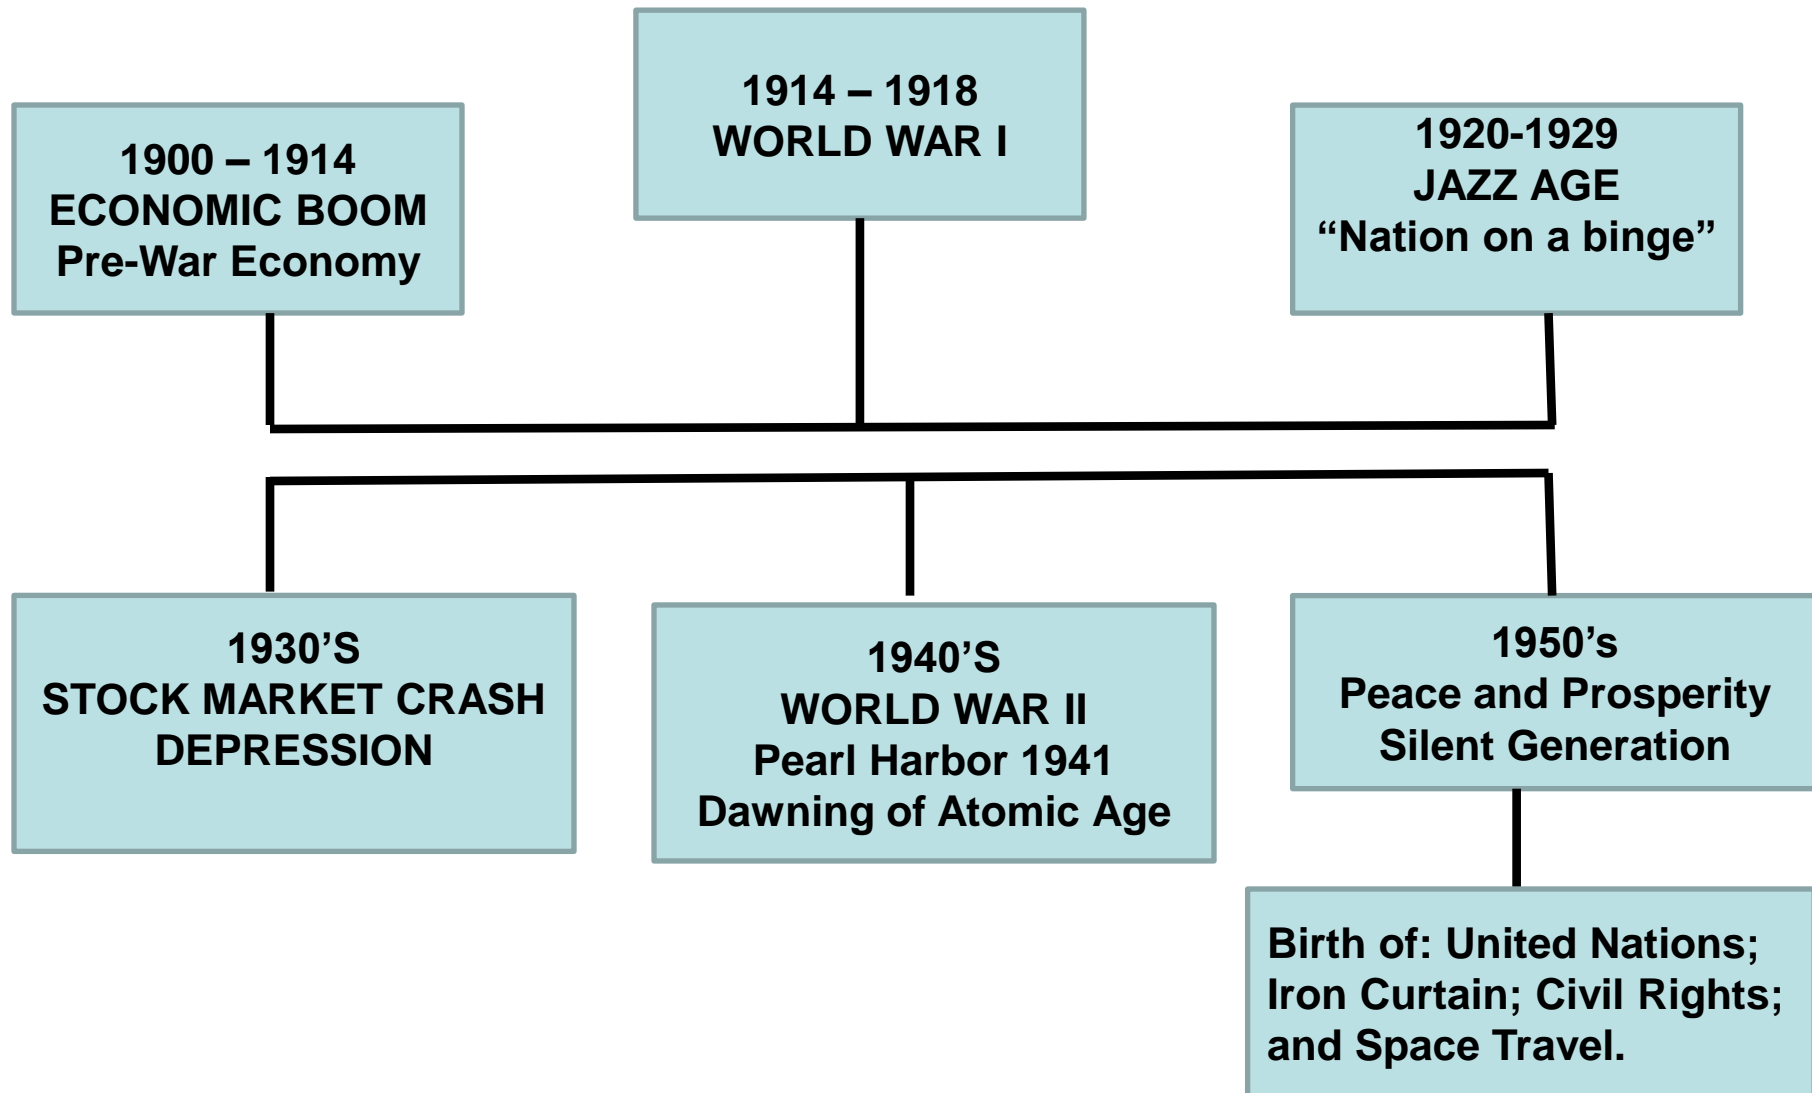 1900 – 1914
ECONOMIC BOOM
Pre-War Economy
1914 – 1918
WORLD WAR I
1920-1929
JAZZ AGE
“Nation on a binge”
1930’S
STOCK MARKET CRASH
DEPRESSION
1940’S
WORLD WAR II
Pearl Harbor 1941
Dawning of Atomic Age
1950’s
Peace and Prosperity
Silent Generation
Birth of: United Nations;
Iron Curtain; Civil Rights;
and Space Travel.